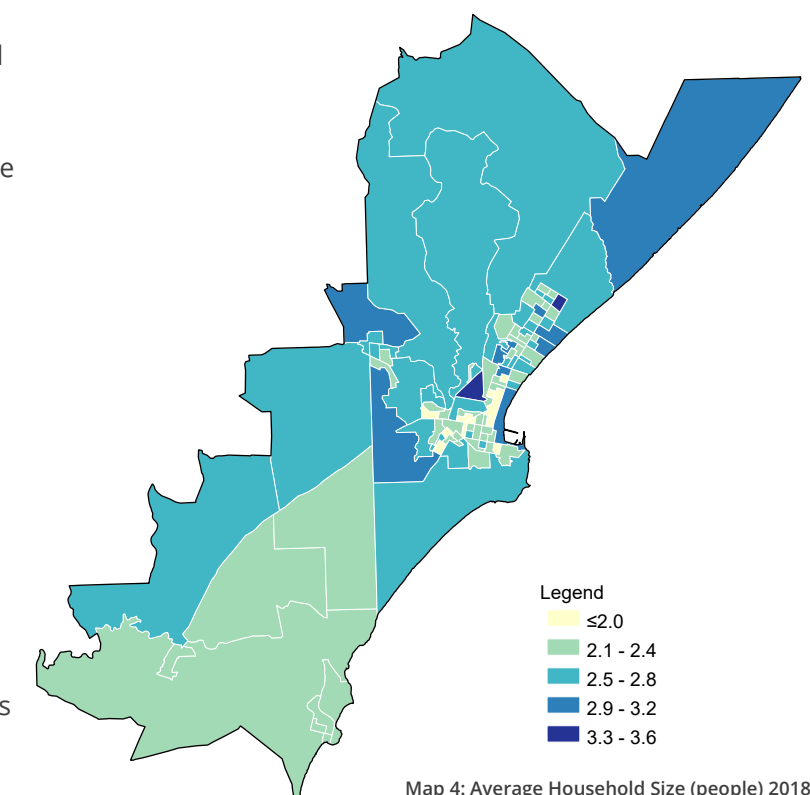 e
s
Legend
≤2.0
2.1 - 2.4
2.5 - 2.8
2.9 - 3.2
3.3 - 3.6
Map 4: Average Household Size (people) 2018